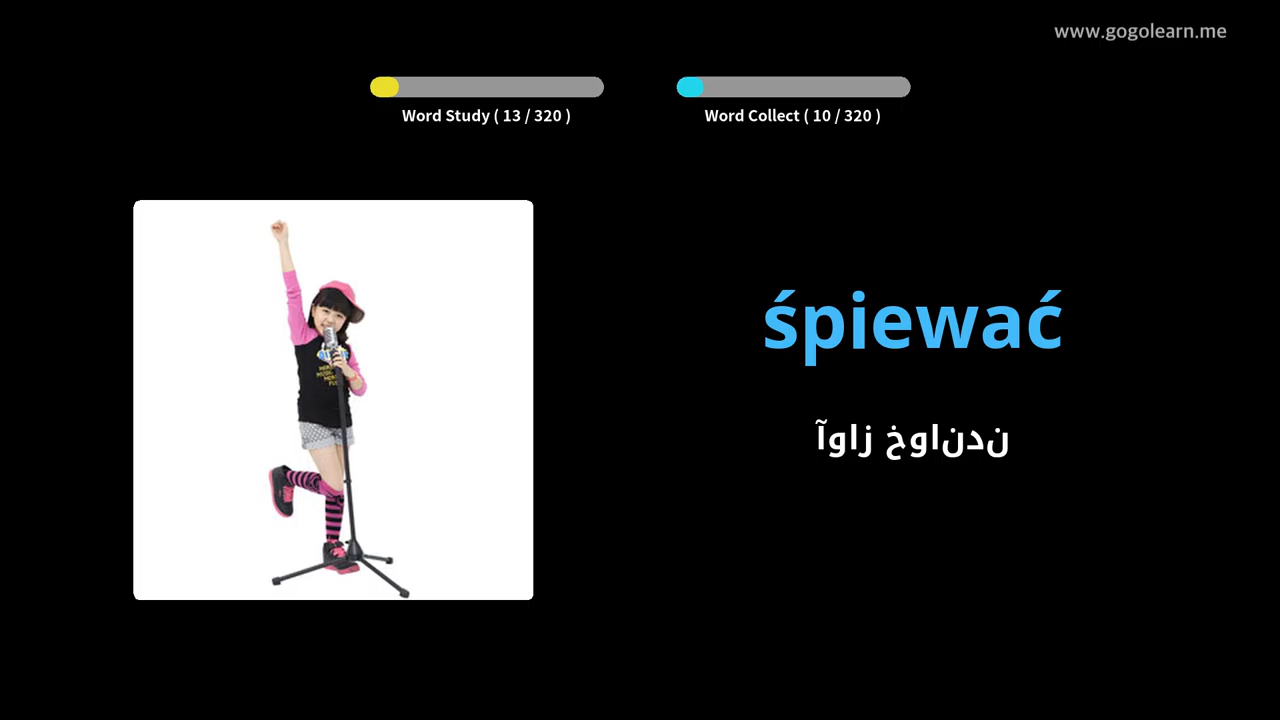 www.gogolearn.me
Word Study ( 13 / 320 )
Word Collect ( 10 / 320 )
śpiewać
آواز خواندن